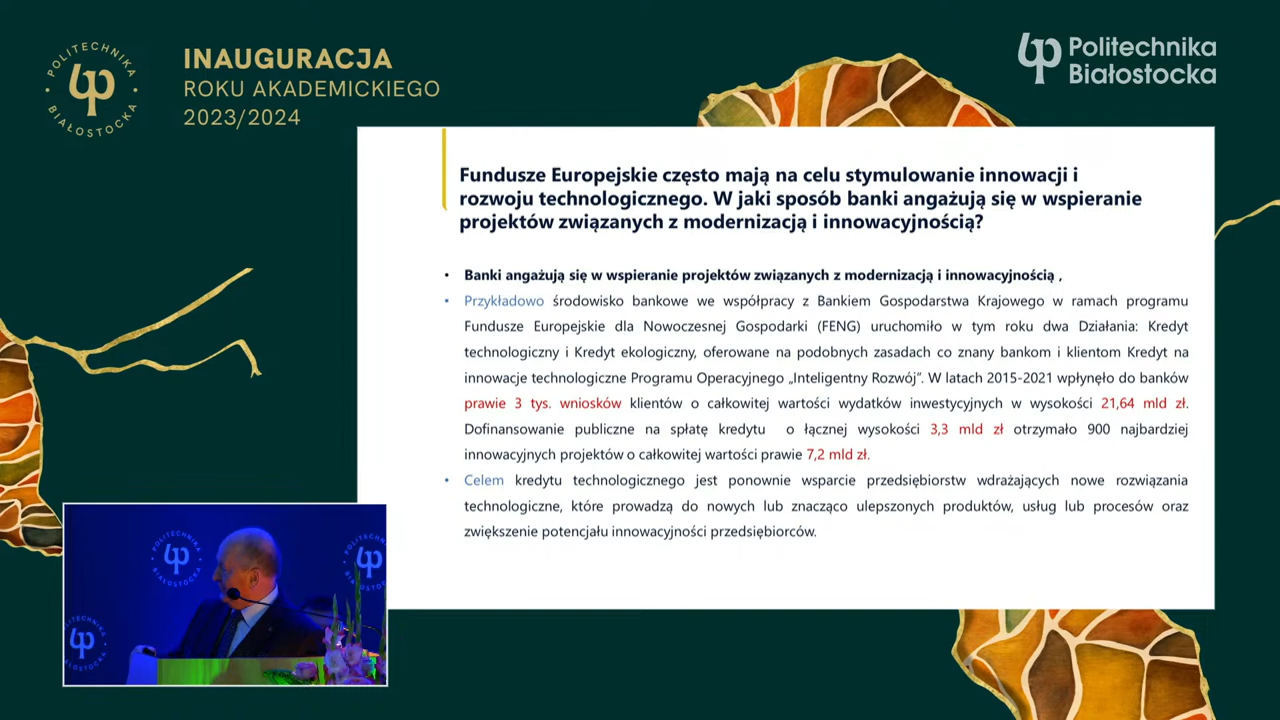 POLITECHNIKA BIAŁOSTOCKA
INAUGURACJA
ROKU AKADEMICKIEGO
2023/2024
Politechnika
Białostocka
Fundusze Europejskie często mają na celu stymulowanie innowacji i
rozwoju technologicznego. W jaki sposób banki angażują się w wspieranie
projektów związanych z modernizacją i innowacyjnością?
• Banki angażują się w wspieranie projektów związanych z modernizacją i innowacyjnością ,
• Przykładowo środowisko bankowe we współpracy z Bankiem Gospodarstwa Krajowego w ramach programu
Fundusze Europejskie dla Nowoczesnej Gospodarki (FENG) uruchomiło w tym roku dwa Działania: Kredyt
technologiczny i Kredyt ekologiczny, oferowane na podobnych zasadach co znany bankom i klientom Kredyt na
innowacje technologiczne Programu Operacyjnego „Inteligentny Rozwój”. W latach 2015-2021 wpłynęło do banków
prawie 3 tys. wniosków klientów o całkowitej wartości wydatków inwestycyjnych w wysokości 21,64 mld zł.
Dofinansowanie publiczne na spłatę kredytu o łącznej wysokości 3,3 mld zł otrzymało 900 najbardziej
innowacyjnych projektów o całkowitej wartości prawie 7,2 mld zł.
• Celem kredytu technologicznego jest ponownie wsparcie przedsiębiorstw wdrażających nowe rozwiązania
technologiczne, które prowadzą do nowych lub znacząco ulepszonych produktów, usług lub procesów oraz
zwiększenie potencjału innowacyjności przedsiębiorców.
POLITECHNIKA BIAŁOSTOCKA